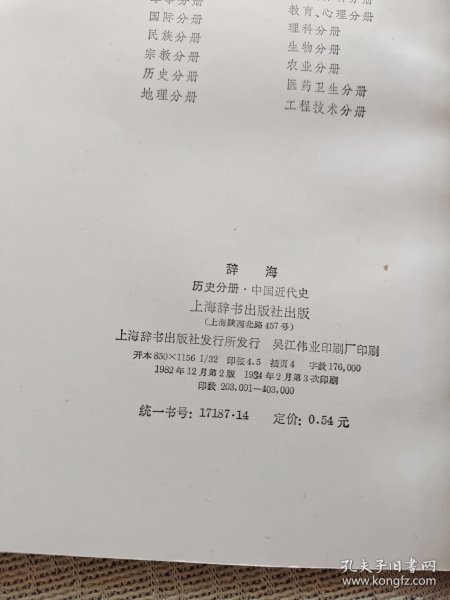 教育、心理分册
国际分册
理科分册
民族分册
生物分册
宗教分册
农业分册
历史分册
医药卫生分册
地理分册
工程技术分册
辞 海
历史分册·中国近代史
上海辞书出版社出版
(上海陕西北路457号)
上海辞书出版社发行所发行 吴江伟业印刷厂印刷
开本850×1156 1/32 印张4.5 插页4 字数176,000
1982年12月第2版 1984年2月第3次印刷
印数 203,001—403,000
统一书号:17187·14 定价:0.54元
孔夫子旧书网
www.kongfz.com